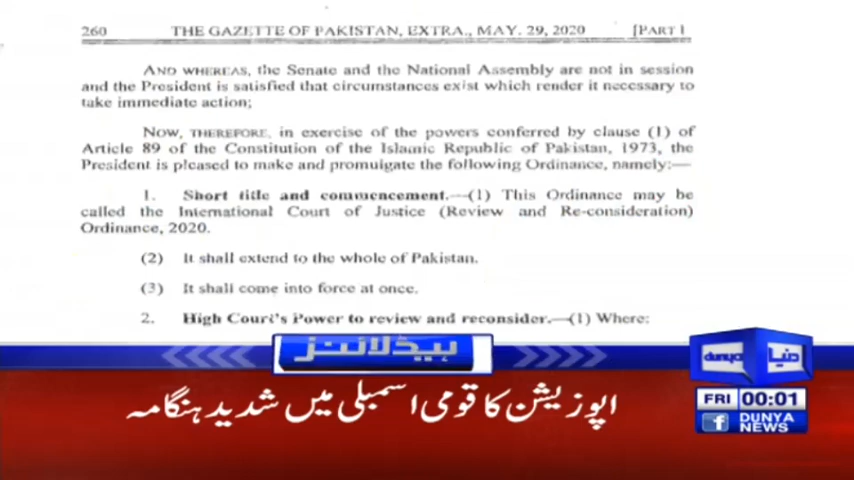 260 THE GAZETTE OF PAKISTAN, EXTRA., MAY. 29, 2020 [PART I
AND WHEREAS, the Senate and the National Assembly are not in session
and the President is satisfied that circumstances exist which render it necessary to
take immediate action;
NOW, THEREFORE, in exercise of the powers conferred by clause (1) of
Article 89 of the Constitution of the Islamic Republic of Pakistan, 1973, the
President is pleased to make and promulgate the following Ordinance, namely:—
1. Short title and commencement.—(1) This Ordinance may be
called the International Court of Justice (Review and Re-consideration)
Ordinance, 2020.
(2) It shall extend to the whole of Pakistan.
(3) It shall come into force at once.
2. High Court's Power to review and reconsider.—(1) Where:
ہیڈلائنز
اپوزیشن کا قومی اسمبلی میں شدید ہنگامہ
dunya دنیا
FRI 00:01
f DUNYA
NEWS